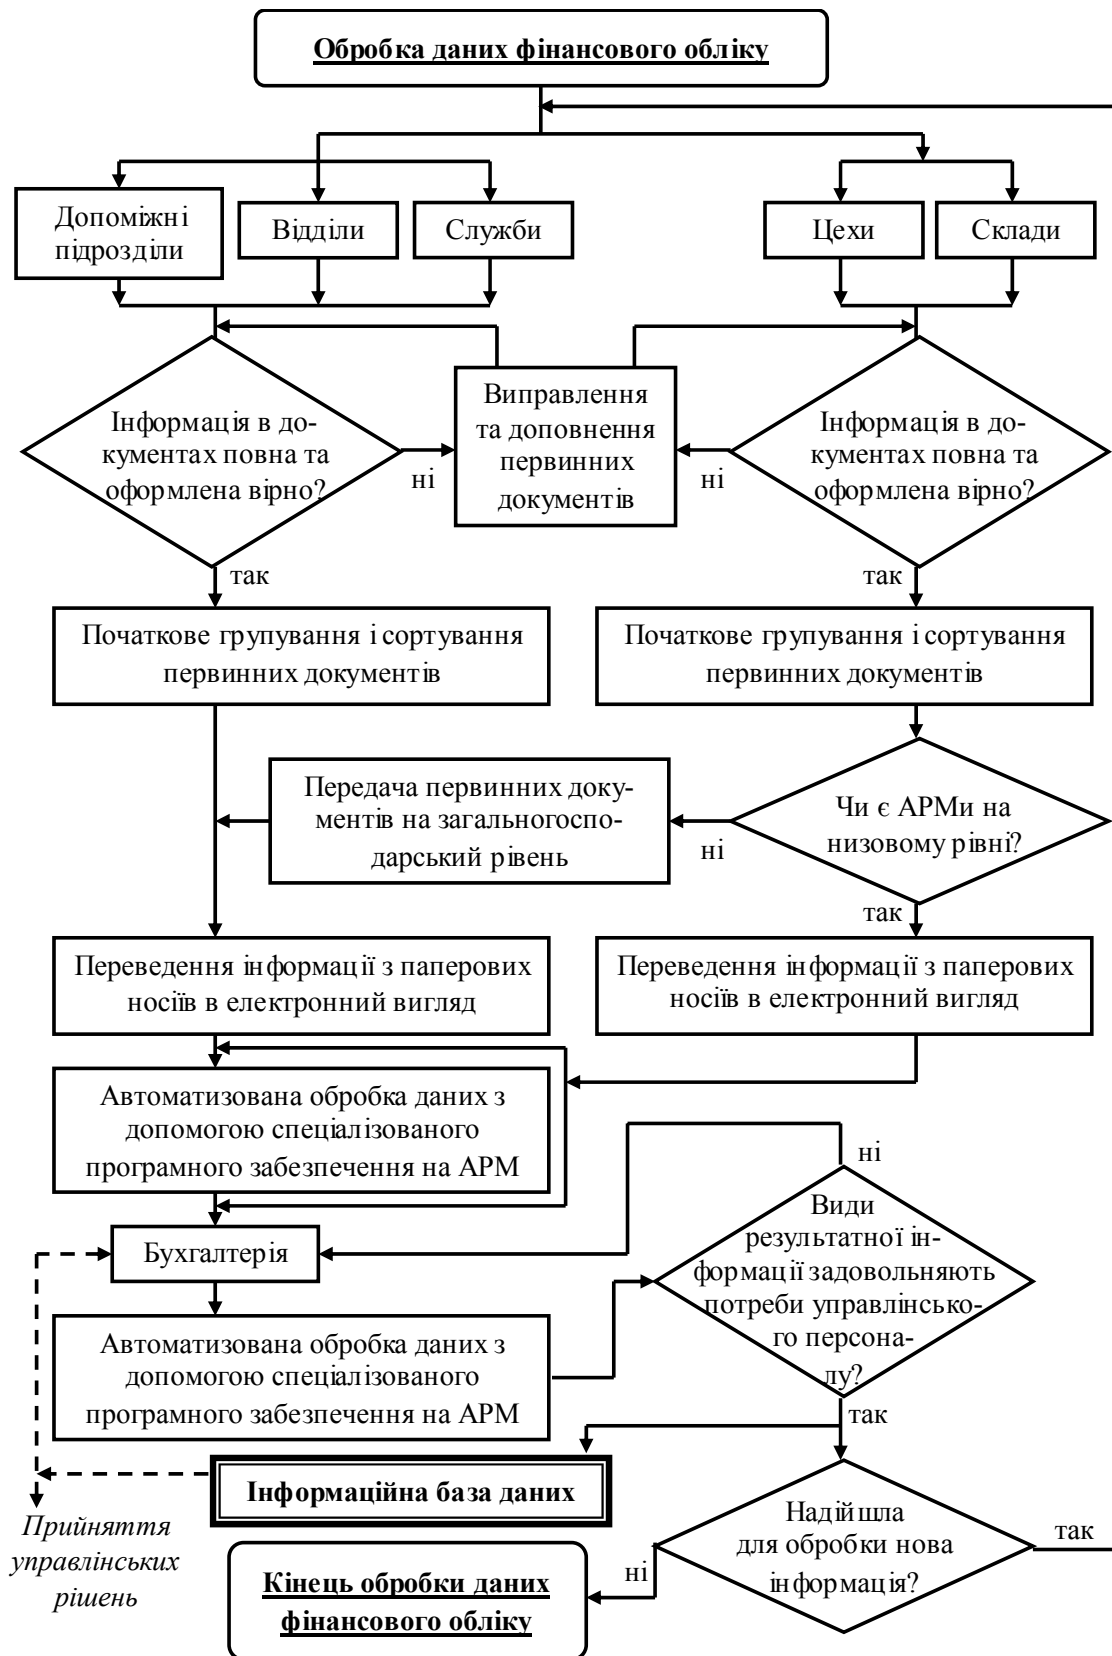 Обробка даних фінансового обліку
Допоміжні
підрозділи
Відділи
Служби
Цехи
Склади
Інформація в до-
кументах повна та
оформлена вірно?
ні
Виправлення
та доповнення
первинних
документів
ні
Інформація в до-
кументах повна та
оформлена вірно?
так
так
Початкове групування і сортування
первинних документів
Початкове групування і сортування
первинних документів
Передача первинних доку-
ментів на загальногоспо-
дарський рівень
ні
Чи є АРМи на
низовому рівні?
так
Переведення інформації з паперових
носіїв в електронний вигляд
Переведення інформації з паперових
носіїв в електронний вигляд
Автоматизована обробка даних з
допомогою спеціалізованого
програмного забезпечення на АРМ
ні
Бухгалтерія
Види
результатної ін-
формації задовольняють
потреби управлінсько-
го персона-
лу?
Автоматизована обробка даних з
допомогою спеціалізованого
програмного забезпечення на АРМ
так
Інформаційна база даних
Прийняття
управлінських
рішень
Надійшла
для обробки нова
інформація?
так
ні
Кінець обробки даних
фінансового обліку